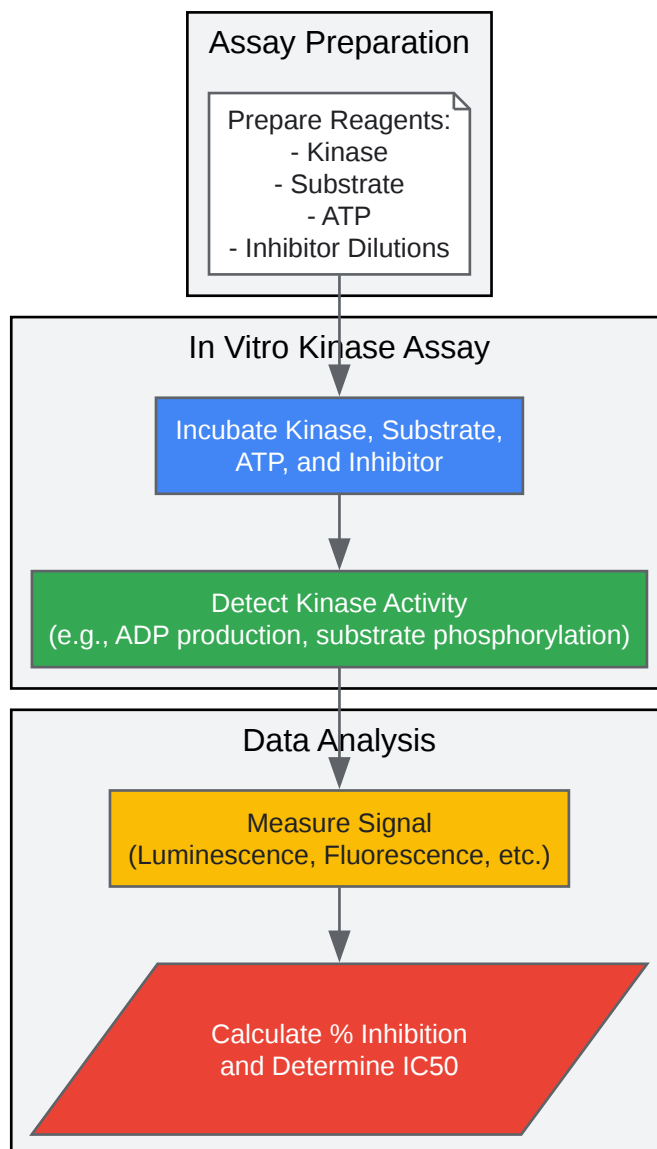 Assay Preparation
Prepare Reagents:
- Kinase
- Substrate
- ATP
- Inhibitor Dilutions
In Vitro Kinase Assay
Incubate Kinase, Substrate,
ATP, and Inhibitor
Detect Kinase Activity
(e.g., ADP production, substrate phosphorylation)
Data Analysis
Measure Signal
(Luminescence, Fluorescence, etc.)
Calculate % Inhibition
and Determine IC50